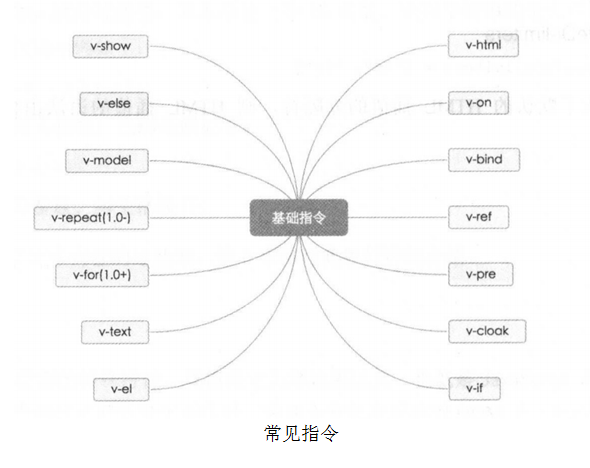 v-show
v-else
v-model
v-repeat(1.0-)
v-for(1.0+)
v-text
v-el
基础指令
v-html
v-on
v-bind
v-ref
v-pre
v-cloak
v-if
常见指令